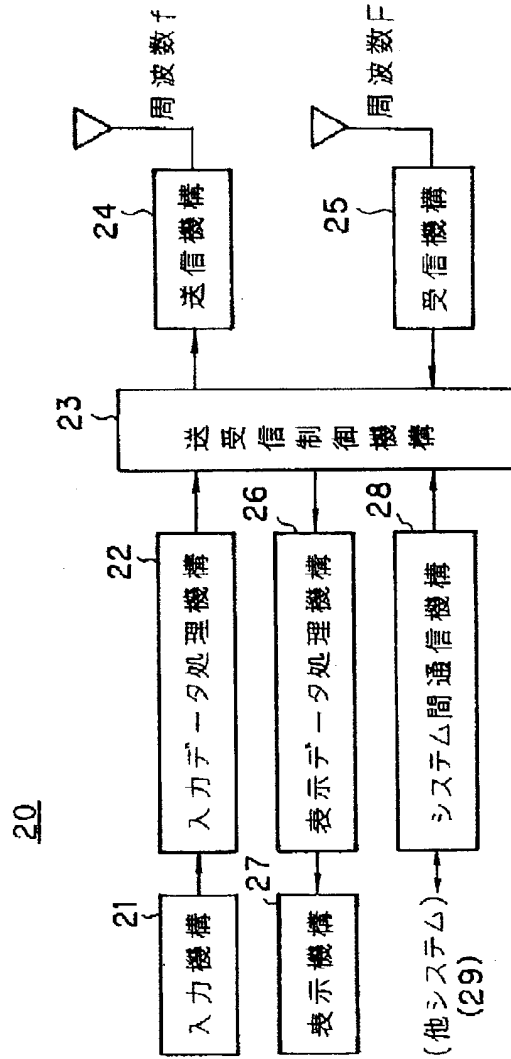 20
21
入力機構
22
入力データ処理機構
23
送受信制御機構
24
送信機構
周波数f
27
表示機構
26
表示データ処理機構
28
システム間通信機構
(他システム)
(29)
25
受信機構
周波数F